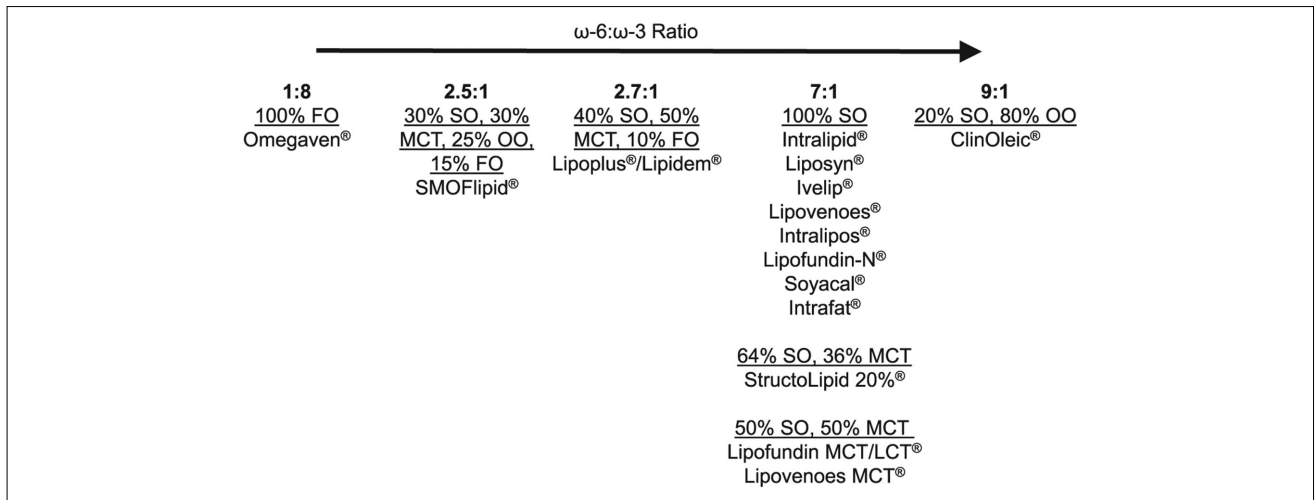 ω-6:ω-3 Ratio
1:8
100% FO
Omegaven®
2.5:1
30% SO, 30%
MCT, 25% OO,
15% FO
SMOFlipid®
2.7:1
40% SO, 50%
MCT, 10% FO
Lipoplus®/Lipidem®
7:1
100% SO
Intralipid®
Liposyn®
Ivelip®
Lipovenoes®
Intralipos®
Lipofundin-N®
Soyacal®
Intrafat®
64% SO, 36% MCT
StructoLipid 20%®
50% SO, 50% MCT
Lipofundin MCT/LCT®
Lipovenoes MCT®
9:1
20% SO, 80% OO
ClinOleic®